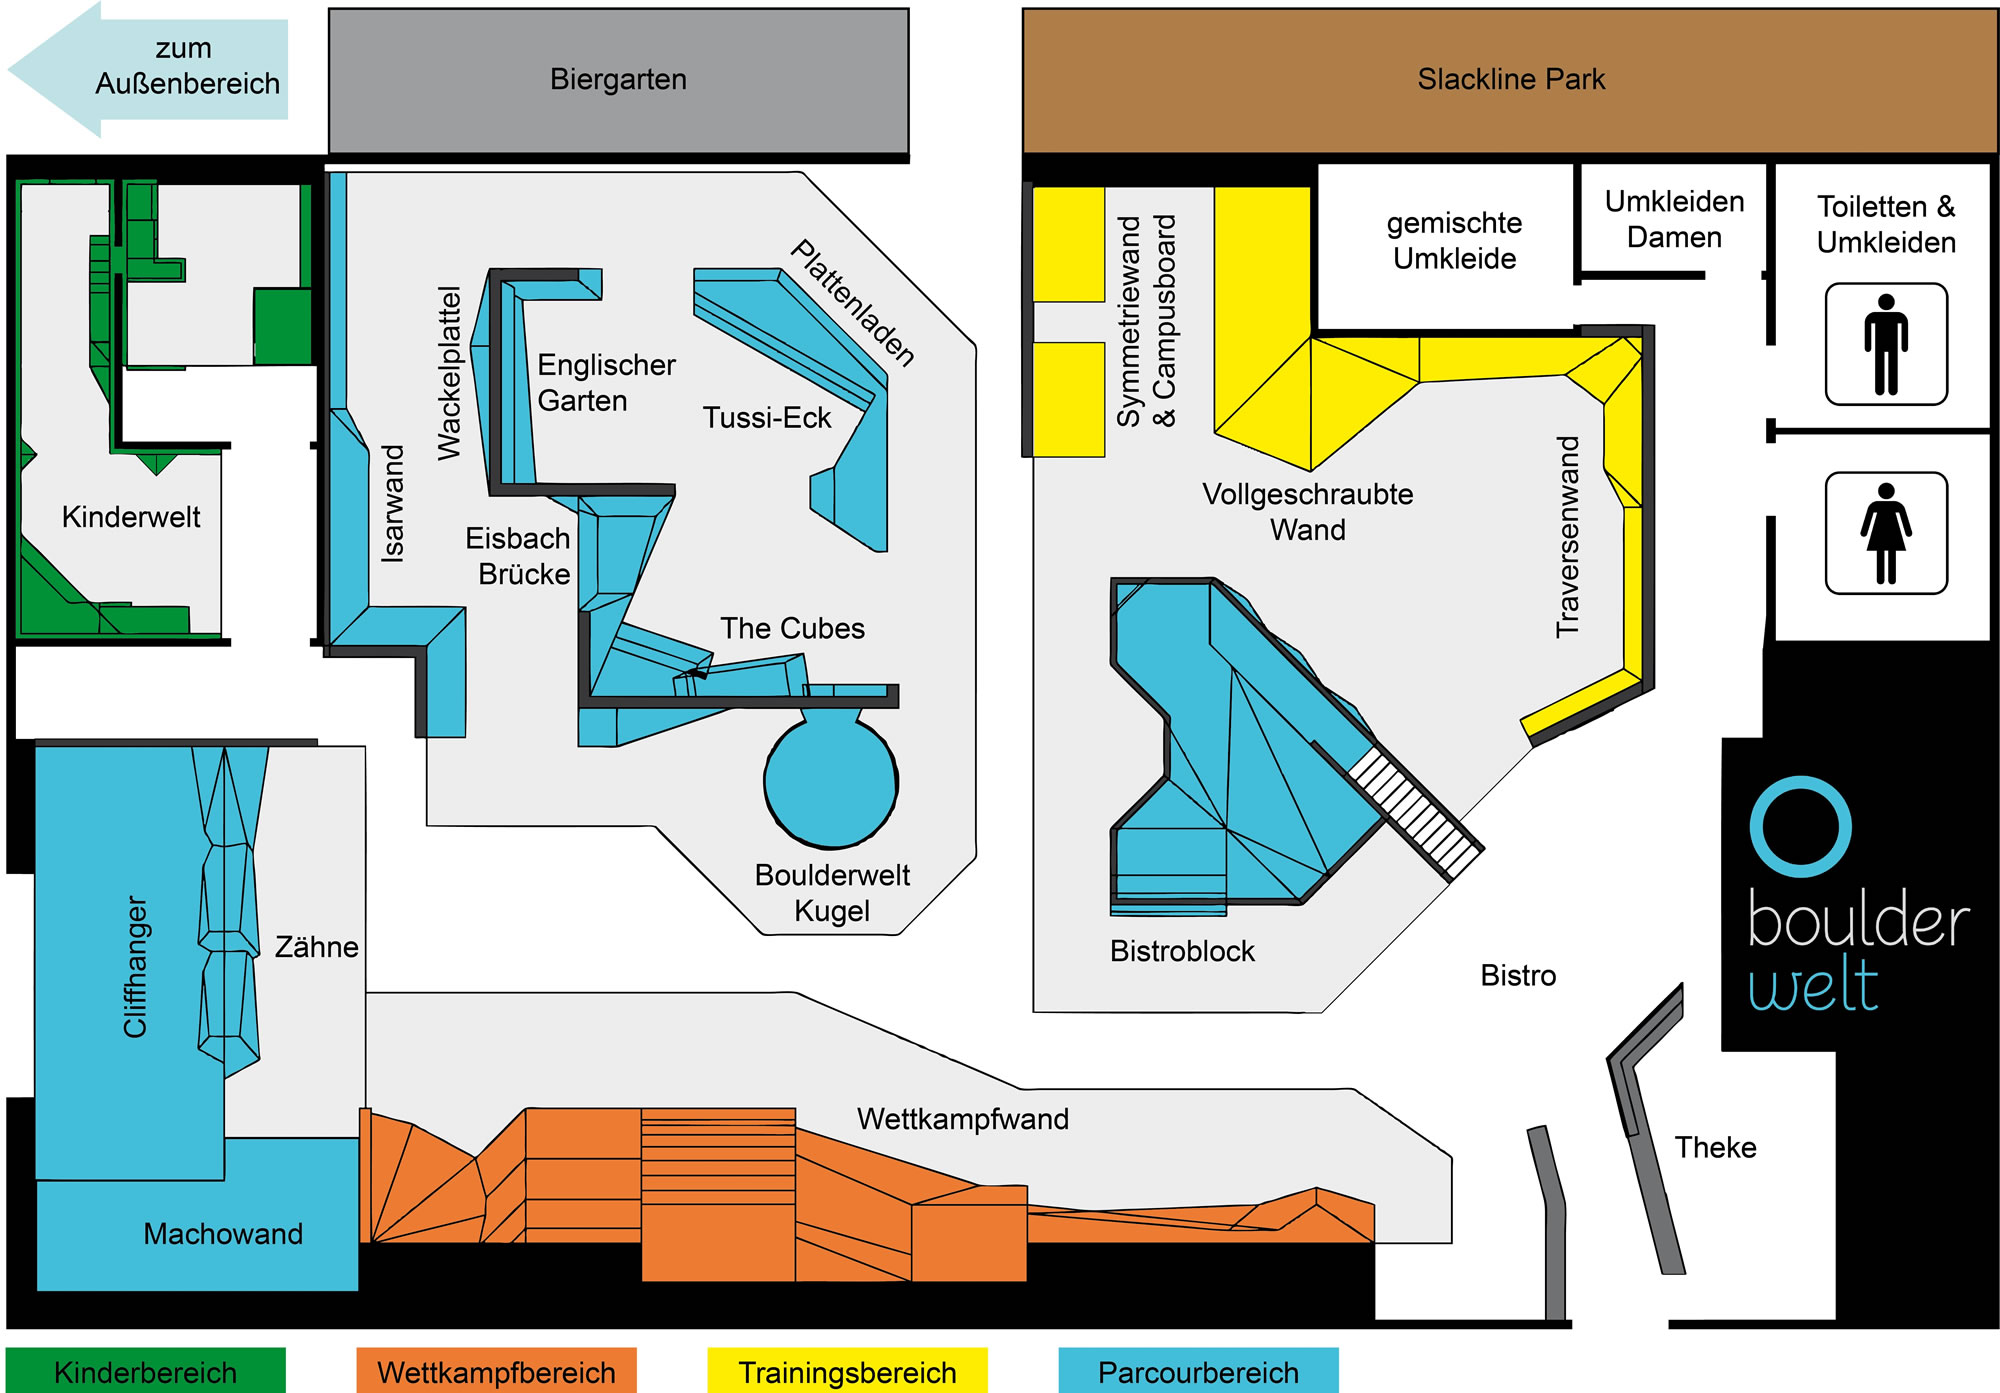 zum
Außenbereich
Biergarten
Slackline Park
gemischte
Umkleide
Umkleiden
Damen
Toiletten &
Umkleiden
Symmetriewand
& Campusboard
Plattenladen
Wackelplattel
Englischer
Garten
Tussi-Eck
Isarwand
Kinderwelt
Eisbach
Brücke
The Cubes
Vollgeschraubte
Wand
Traversenwand
Boulderwelt
Kugel
Cliffhanger
Zähne
Bistroblock
Bistro
boulder
welt
Wettkampfwand
Theke
Machowand
Kinderbereich
Wettkampfbereich
Trainingsbereich
Parcourbereich